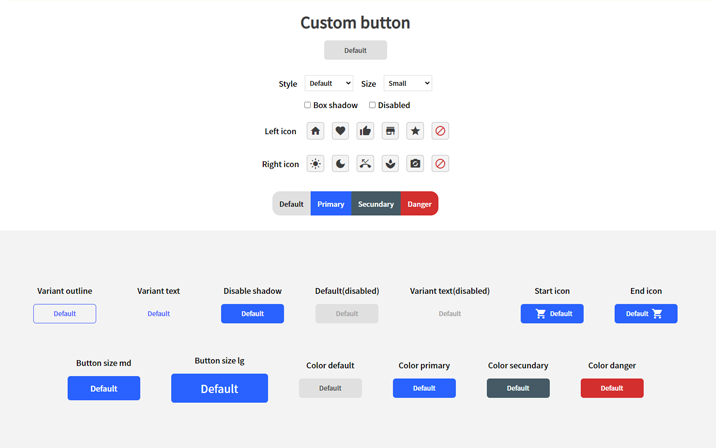 Custom button
Default
Style Default Size Small
Box shadow Disabled
Left icon
Right icon
Default Primary Secundary Danger
Variant outline Variant text Disable shadow Default(disabled) Variant text(disabled) Start icon End icon
Default Default Default Default Default Default Default
Button size md Button size lg Color default Color primary Color secundary Color danger
Default Default Default Default Default Default